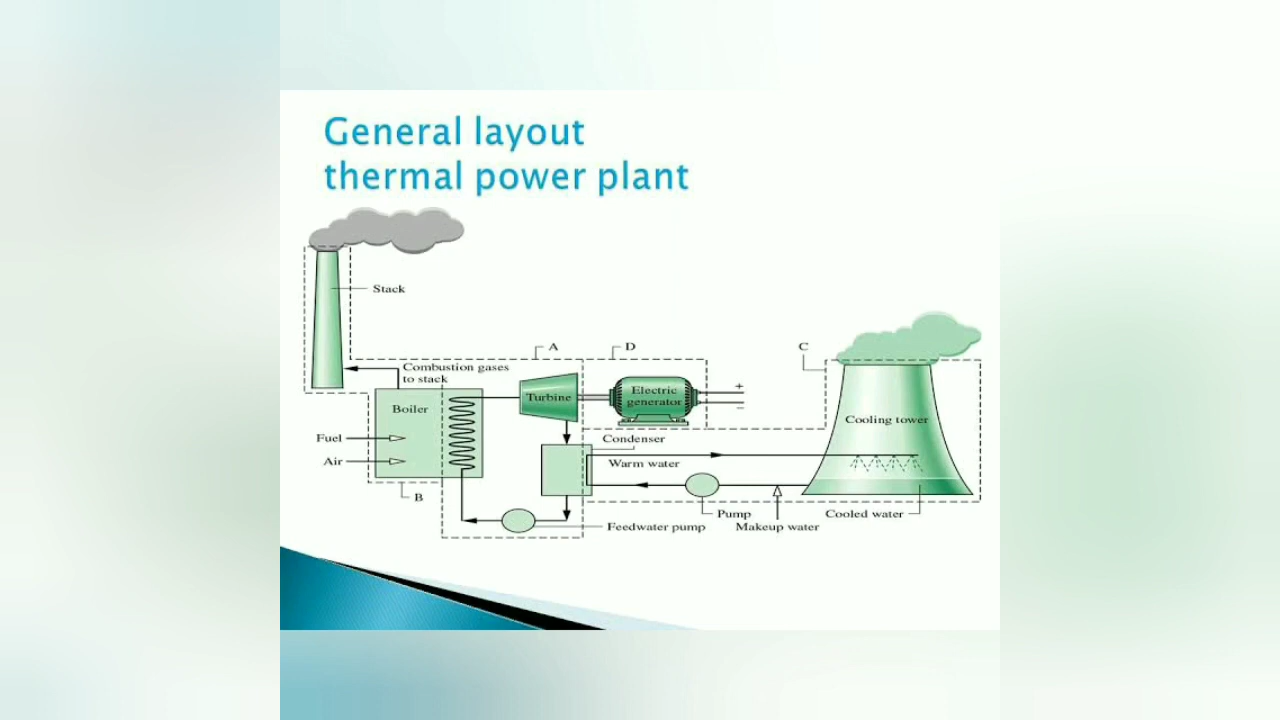 General layout
thermal power plant
Stack
A
D
C
Combustion gases
to stack
Boiler
Turbine
Electric
generator
Cooling tower
Fuel
Air
Condenser
Warm water
B
Pump
Makeup water
Cooled water
Feedwater pump
+
−